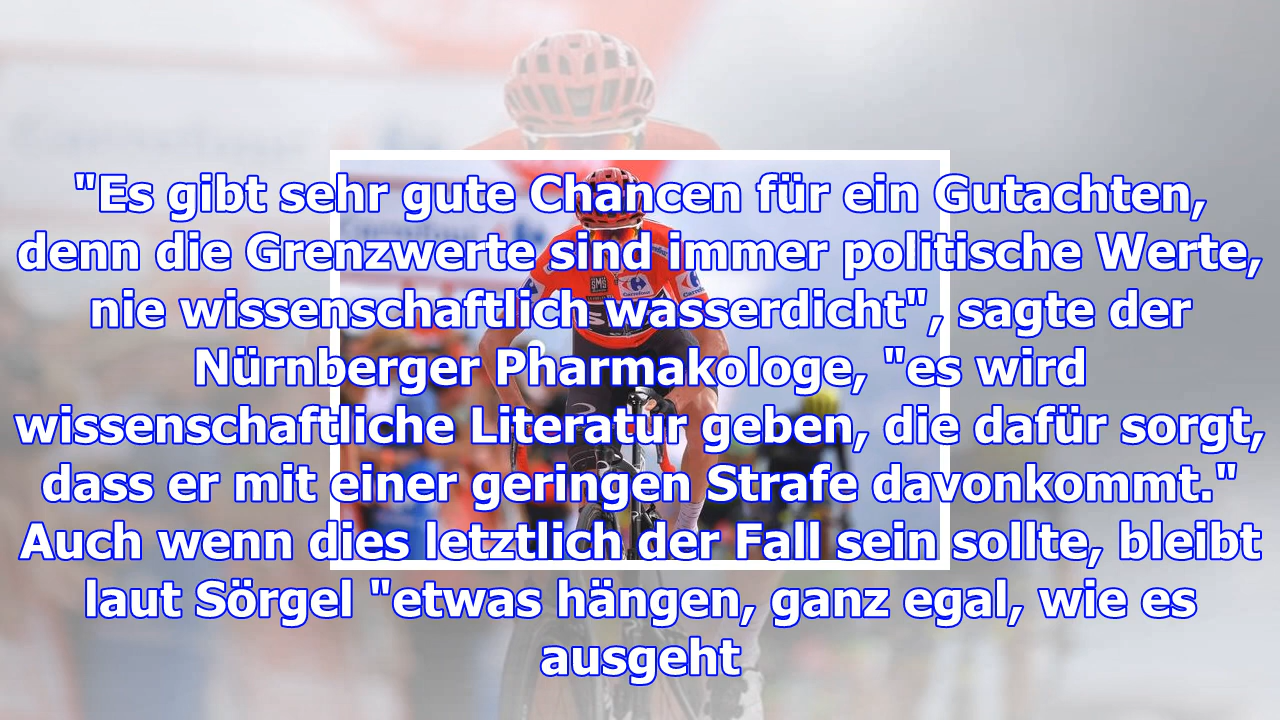 "Es gibt sehr gute Chancen für ein Gutachten,
denn die Grenzwerte sind immer politische Werte,
nie wissenschaftlich wasserdicht", sagte der
Nürnberger Pharmakologe, "es wird
wissenschaftliche Literatur geben, die dafür sorgt,
dass er mit einer geringen Strafe davonkommt."
Auch wenn dies letztlich der Fall sein sollte, bleibt
laut Sörgel "etwas hängen, ganz egal, wie es
ausgeht